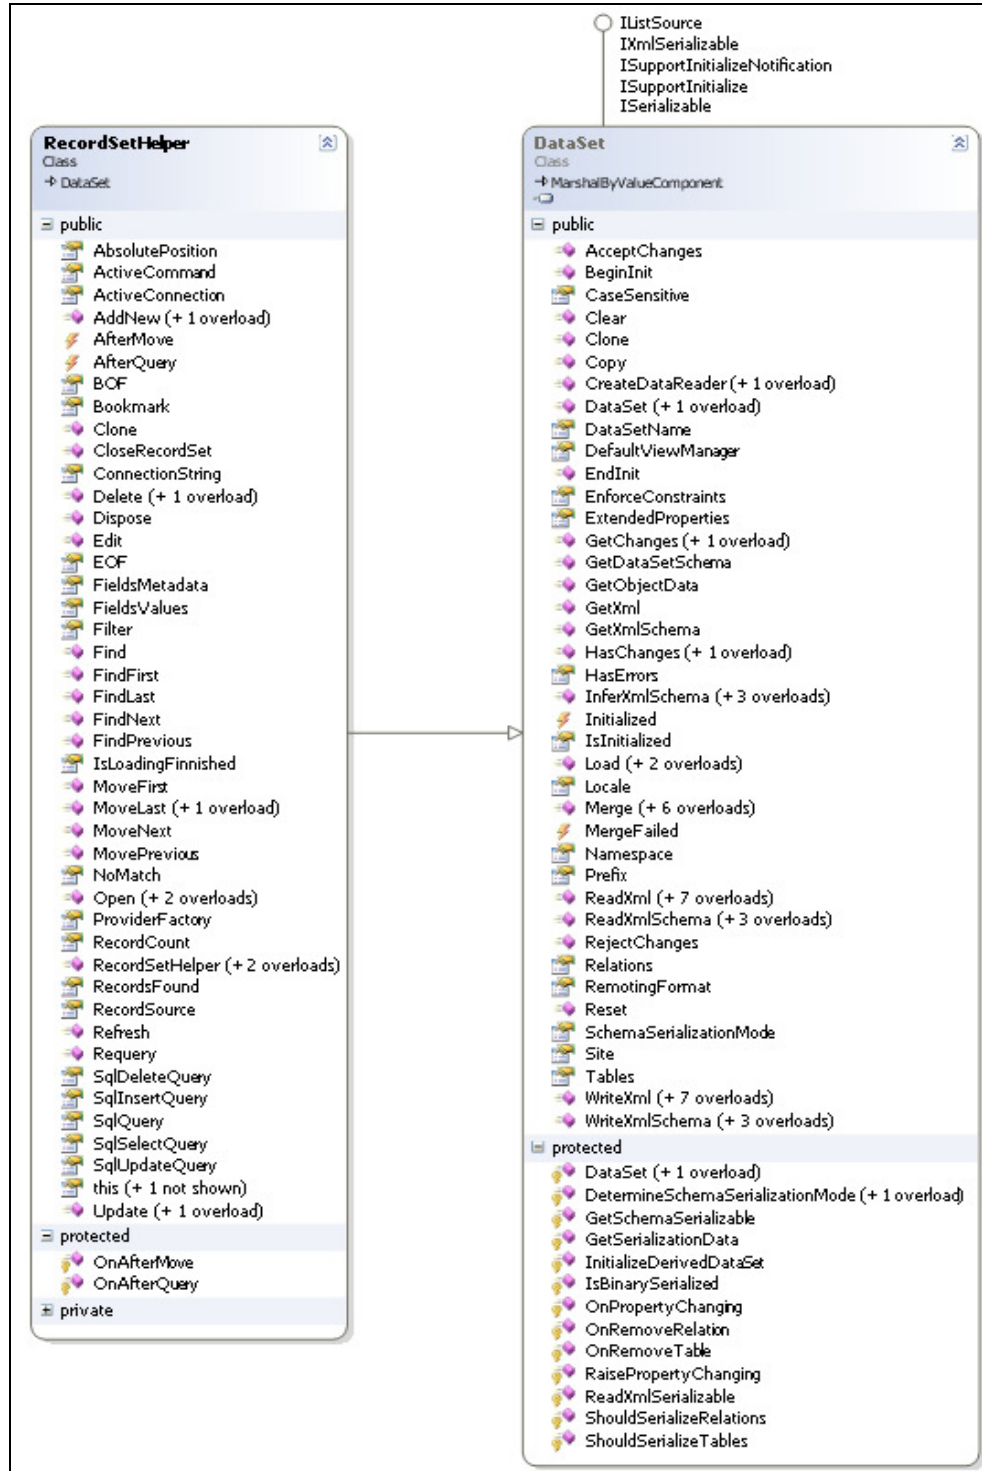 IListSource
IXmlSerializable
ISupportInitializeNotification
ISupportInitialize
ISerializable
RecordSetHelper
Class
DataSet
public
AbsolutePosition
ActiveCommand
ActiveConnection
AddNew (+ 1 overload)
AfterMove
AfterQuery
BOF
Bookmark
Clone
CloseRecordSet
ConnectionString
Delete (+ 1 overload)
Dispose
Edit
EOF
FieldsMetadata
FieldsValues
Filter
Find
FindFirst
FindLast
FindNext
FindPrevious
IsLoadingFinnished
MoveFirst
MoveLast (+ 1 overload)
MoveNext
MovePrevious
NoMatch
Open (+ 2 overloads)
ProviderFactory
RecordCount
RecordSetHelper (+ 2 overloads)
RecordsFound
RecordSource
Refresh
Requery
SqlDeleteQuery
SqlInsertQuery
SqlQuery
SqlSelectQuery
SqlUpdateQuery
this (+ 1 not shown)
Update (+ 1 overload)
protected
OnAfterMove
OnAfterQuery
private
DataSet
Class
MarshalByValueComponent
public
AcceptChanges
BeginInit
CaseSensitive
Clear
Clone
Copy
CreateDataReader (+ 1 overload)
DataSet (+ 1 overload)
DataSetName
DefaultViewManager
EndInit
EnforceConstraints
ExtendedProperties
GetChanges (+ 1 overload)
GetDataSetSchema
GetObjectData
GetXml
GetXmlSchema
HasChanges (+ 1 overload)
HasErrors
InferXmlSchema (+ 3 overloads)
Initialized
IsInitialized
Load (+ 2 overloads)
Locale
Merge (+ 6 overloads)
MergeFailed
Namespace
Prefix
ReadXml (+ 7 overloads)
ReadXmlSchema (+ 3 overloads)
RejectChanges
Relations
RemotingFormat
Reset
SchemaSerializationMode
Site
Tables
WriteXml (+ 7 overloads)
WriteXmlSchema (+ 3 overloads)
protected
DataSet (+ 1 overload)
DetermineSchemaSerializationMode (+ 1 overload)
GetSchemaSerializable
GetSerializationData
InitializeDerivedDataSet
IsBinarySerialized
OnPropertyChanging
OnRemoveRelation
OnRemoveTable
RaisePropertyChanging
ReadXmlSerializable
ShouldSerializeRelations
ShouldSerializeTables